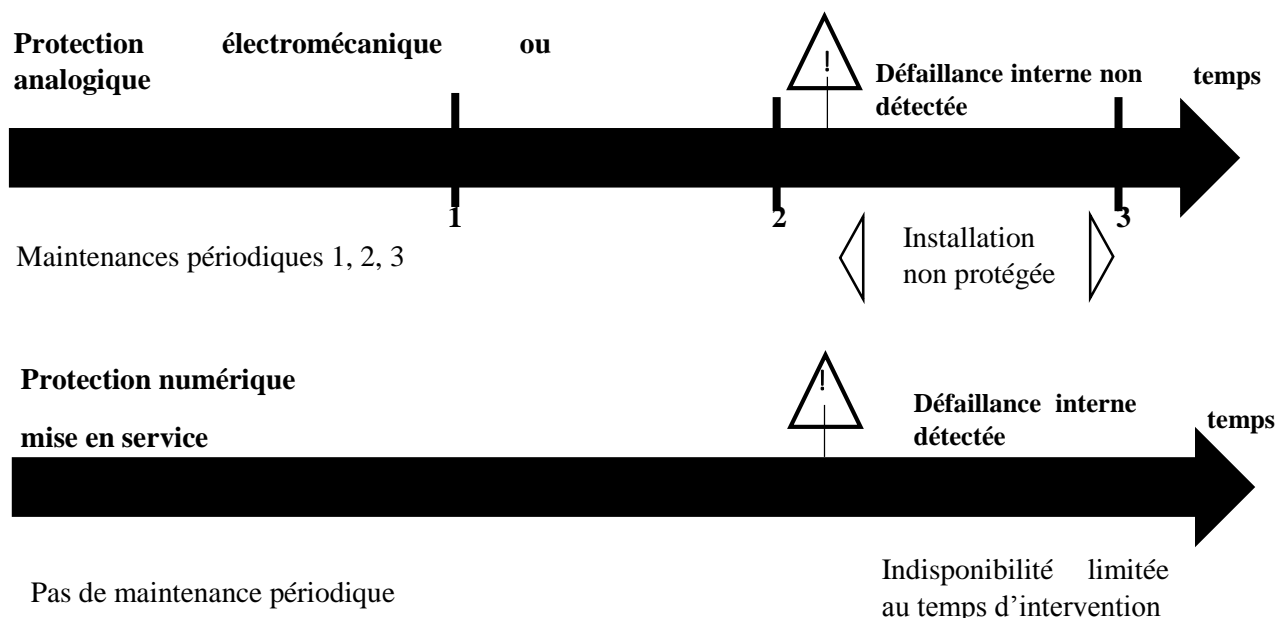 Protection électromécanique ou
analogique
!
Défaillance interne non
détectée
temps
1
2
3
Maintenances périodiques 1, 2, 3
Installation
non protégée
Protection numérique
mise en service
!
Défaillance interne
détectée
temps
Pas de maintenance périodique
Indisponibilité limitée
au temps d’intervention